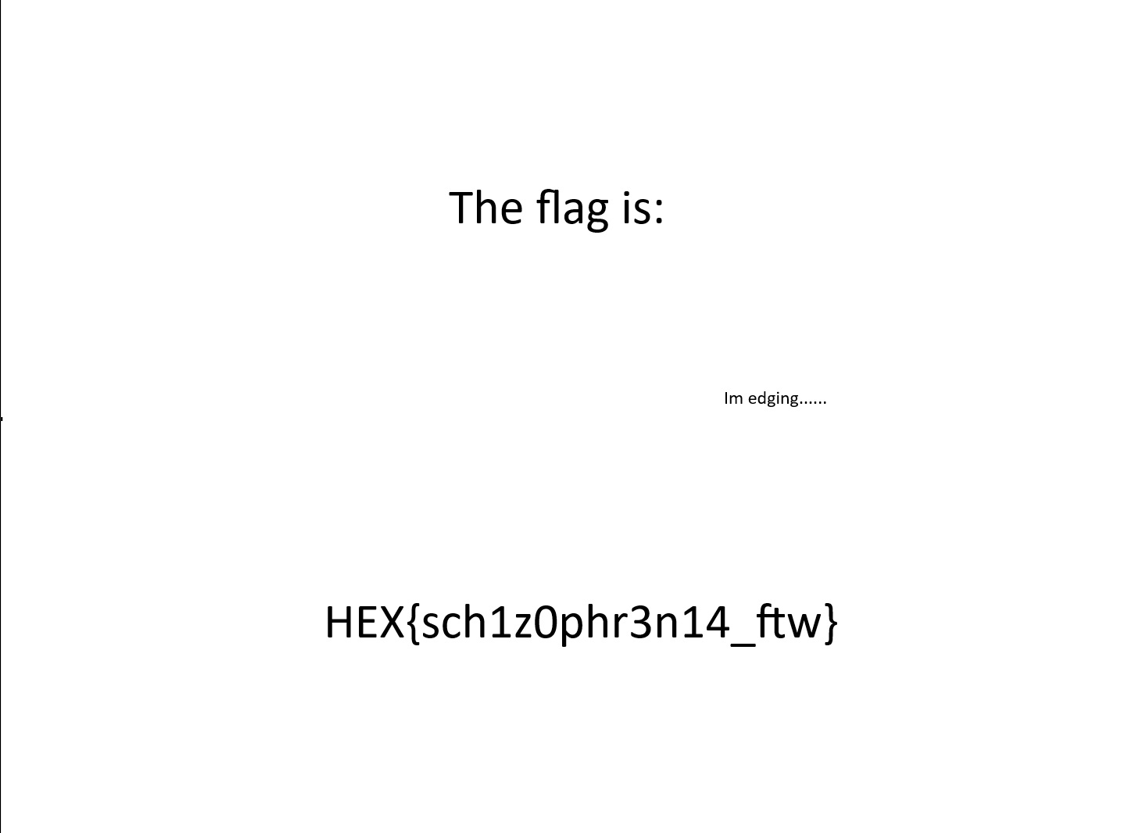 The flag is:
Im edging......
HEX{sch1z0phr3n14_ftw}